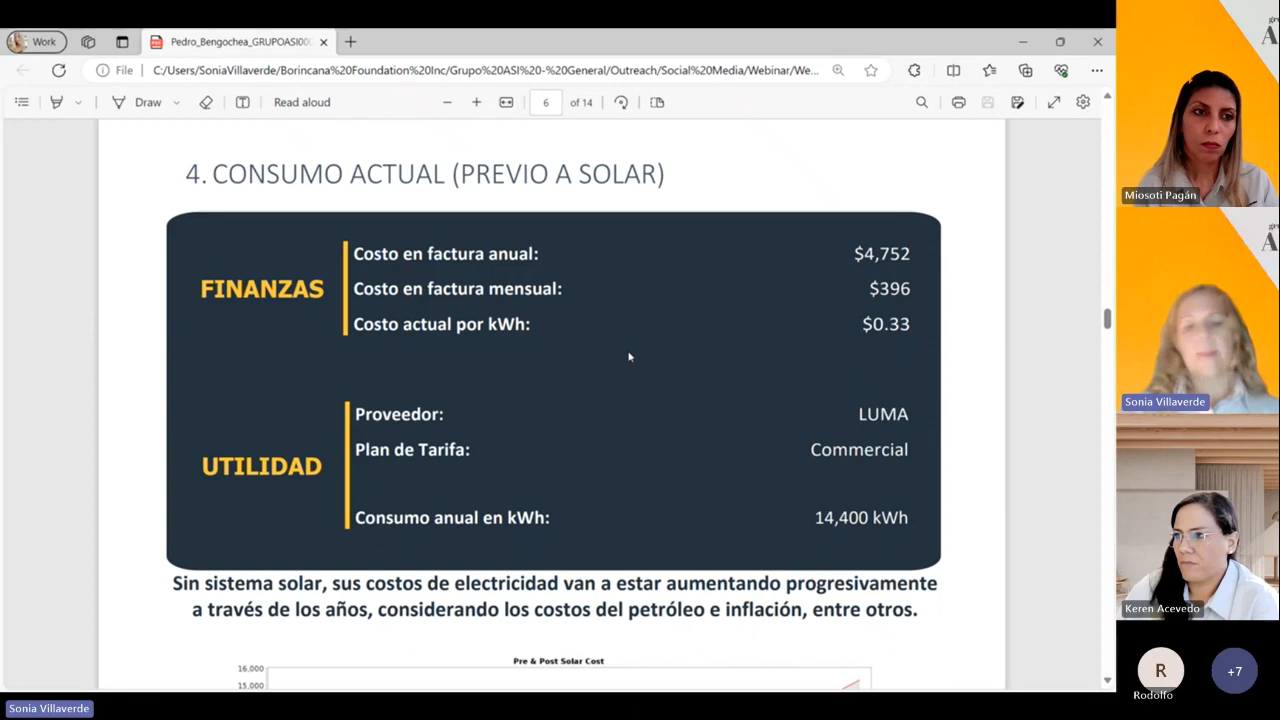 Work
Pedro_Bengochea_GRUPOASI00
File
C:/Users/SoniaVillaverde/Borincana%20Foundation%20Inc/Grupo%20ASI%20-%20General/Outreach/Social%20Media/Webinar/We...
Draw
Read aloud
6
of 14
4. CONSUMO ACTUAL (PREVIO A SOLAR)
FINANZAS
Costo en factura anual: $4,752
Costo en factura mensual: $396
Costo actual por kWh: $0.33
UTILIDAD
Proveedor: LUMA
Plan de Tarifa: Commercial
Consumo anual en kWh: 14,400 kWh
Sin sistema solar, sus costos de electricidad van a estar aumentando progresivamente
a través de los años, considerando los costos del petróleo e inflación, entre otros.
Pre & Post Solar Cost
16,000
15,000
Miosoti Pagán
Sonia Villaverde
Keren Acevedo
R
Rodolfo
+7
Sonia Villaverde